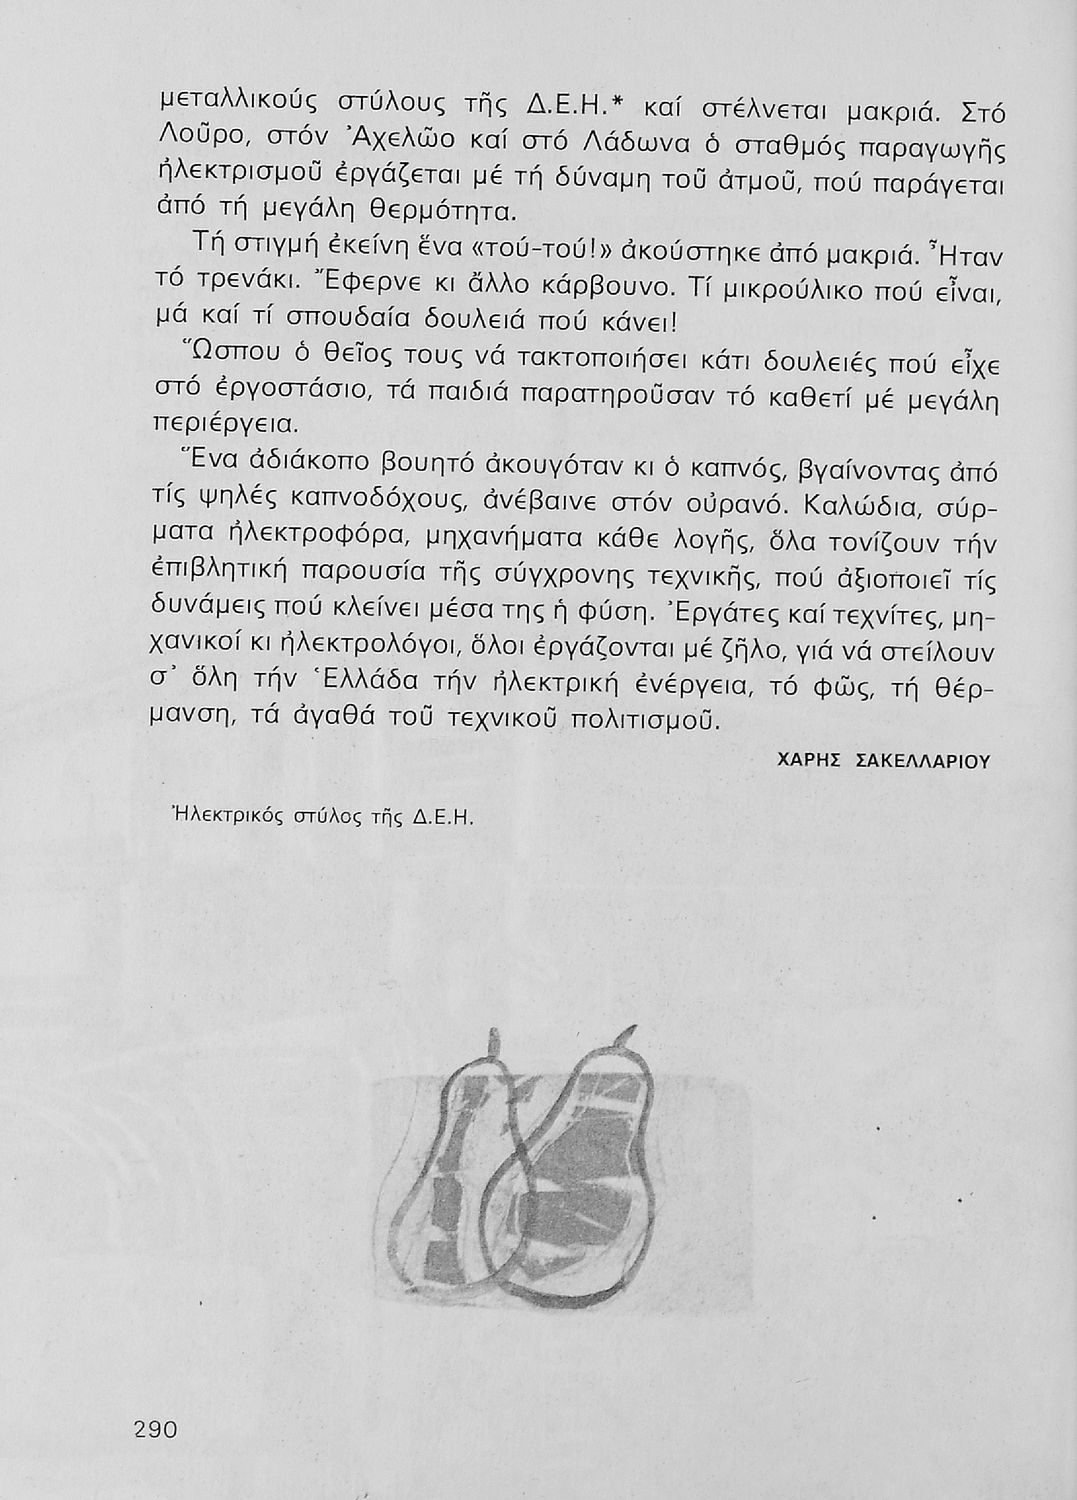 μεταλλικούς στύλους τῆς Δ.Ε.Η.* καί στέλνεται μακριά. Στό
Λοῦρο, στόν Ἀχελῶο καί στό Λάδωνα ὁ σταθμός παραγωγῆς
ἠλεκτρισμοῦ ἐργάζεται μέ τή δύναμη τοῦ ἀτμοῦ, πού παράγεται
ἀπό τή μεγάλη θερμότητα.
Τή στιγμή ἐκείνη ἕνα «τού-τού!» ἀκούστηκε ἀπό μακριά. Ἦταν
τό τρενάκι. Ἔφερνε κι ἄλλο κάρβουνο. Τί μικρούλικο πού εἶναι,
μά καί τί σπουδαία δουλειά πού κάνει!
Ὥσπου ὁ θεῖος τους νά τακτοποιήσει κάτι δουλειές πού εἶχε
στό ἐργοστάσιο, τά παιδιά παρατηροῦσαν τό καθετί μέ μεγάλη
περιέργεια.
Ἕνα ἀδιάκοπο βουητό ἀκουγόταν κι ὁ καπνός, βγαίνοντας ἀπό
τίς ψηλές καπνοδόχους, ἀνέβαινε στόν οὐρανό. Καλώδια, σύρ-
ματα ἠλεκτροφόρα, μηχανήματα κάθε λογῆς, ὅλα τονίζουν τήν
ἐπιβλητική παρουσία τῆς σύγχρονης τεχνικῆς, πού ἀξιοποιεῖ τίς
δυνάμεις πού κλείνει μέσα της ἡ φύση. Ἐργάτες καί τεχνίτες, μη-
χανικοί κι ἠλεκτρολόγοι, ὅλοι ἐργάζονται μέ ζῆλο, γιά νά στείλουν
σ᾽ ὅλη τήν Ἑλλάδα τήν ἠλεκτρική ἐνέργεια, τό φῶς, τή θέρ-
μανση, τά ἀγαθά τοῦ τεχνικοῦ πολιτισμοῦ.
ΧΑΡΗΣ ΣΑΚΕΛΛΑΡΙΟΥ
Ἠλεκτρικός στύλος τῆς Δ.Ε.Η.
290